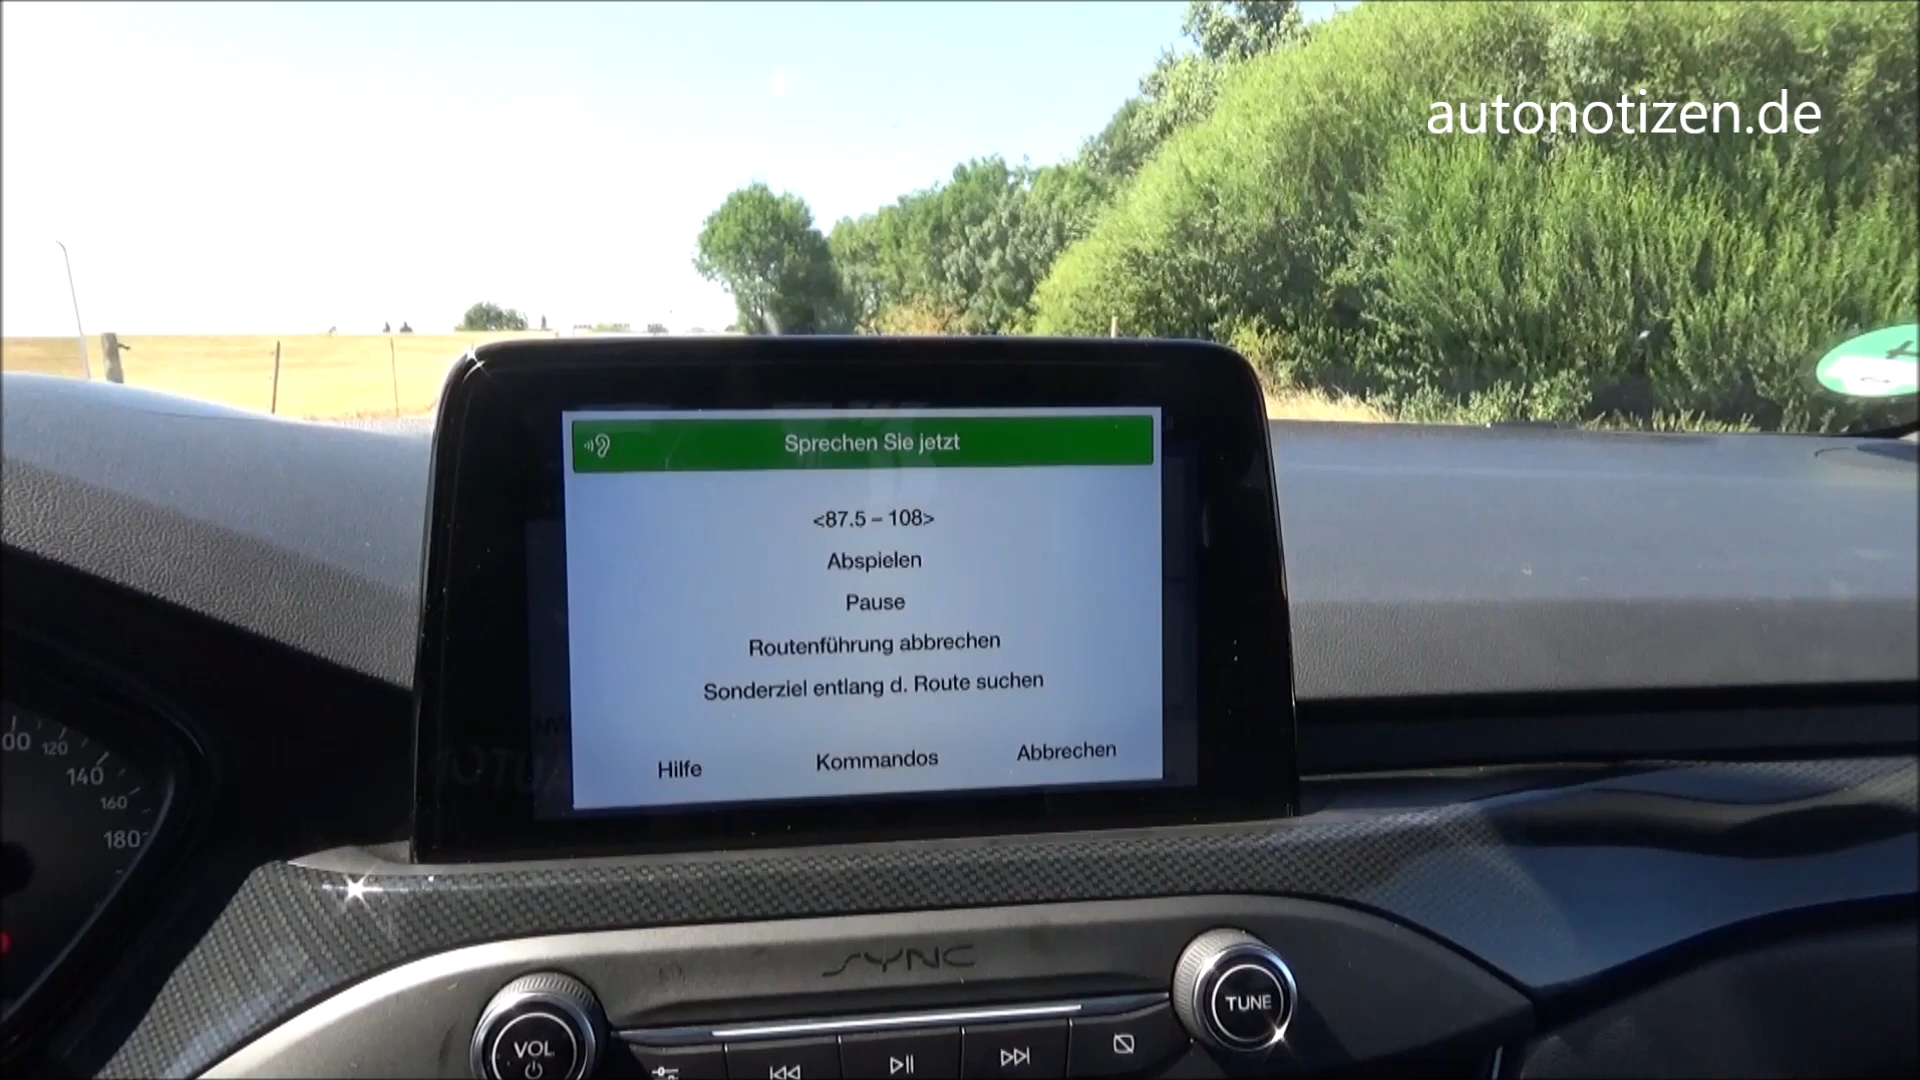 autonotizen.de
Sprechen Sie jetzt
<87.5 – 108>
Abspielen
Pause
Routenführung abbrechen
Sonderziel entlang d. Route suchen
Hilfe Kommandos Abbrechen
120
140
160
180
SYNC
VOL
TUNE